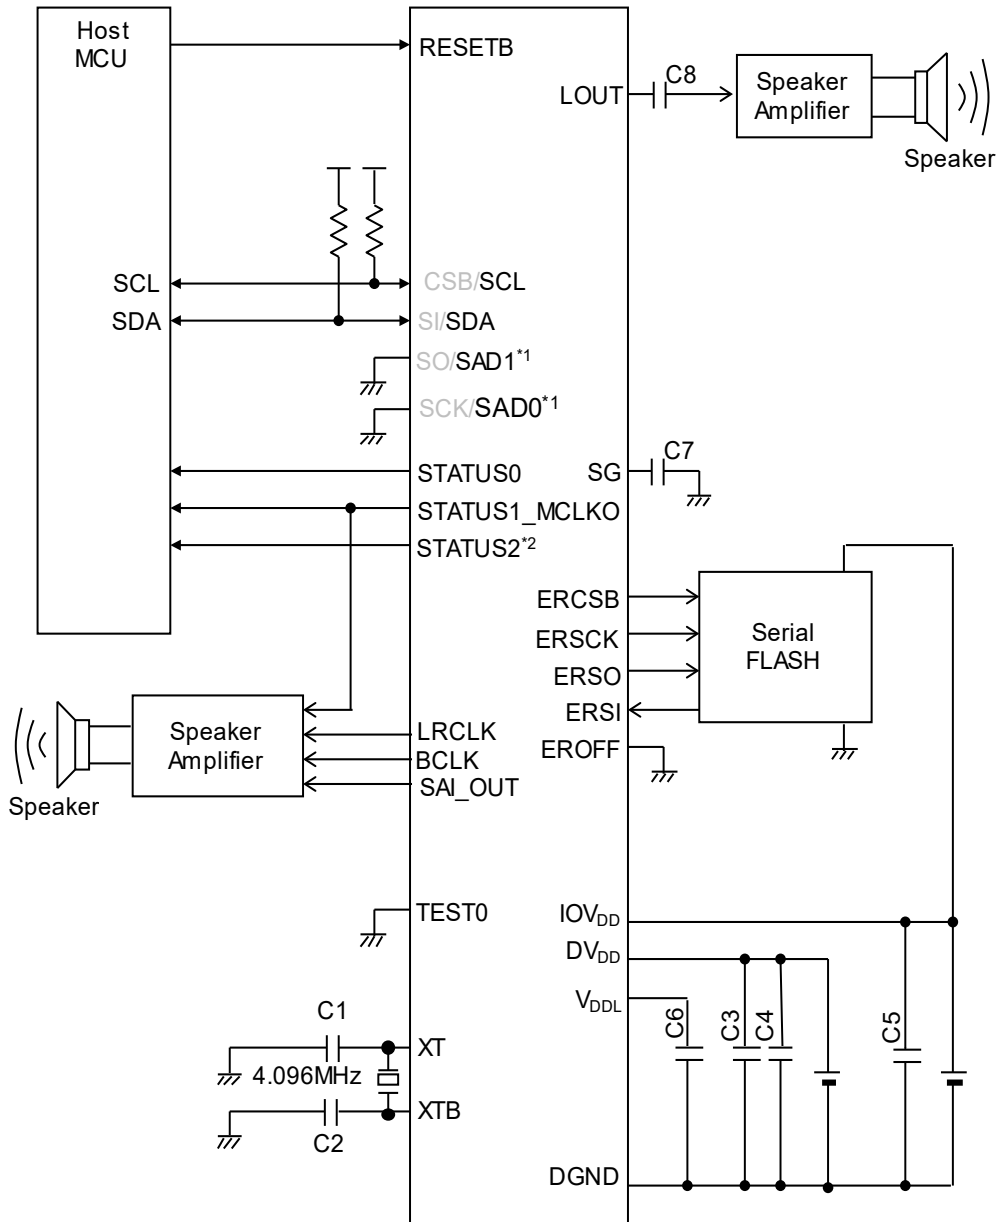 Host
MCU
RESETB
LOUT
C8
Speaker
Amplifier
Speaker
SCL
CSB/SCL
SDA
SI/SDA
SO/SAD1*1
SCK/SAD0*1
STATUS0
SG
C7
STATUS1_MCLKO
STATUS2*2
ERCSB
ERSCK
ERSO
ERSI
EROFF
Serial
FLASH
Speaker
Amplifier
Speaker
LRCLK
BCLK
SAI_OUT
TEST0
IOVDD
DVDD
VDDL
C6
C3
C4
C5
C1
XT
4.096MHz
XTB
C2
DGND